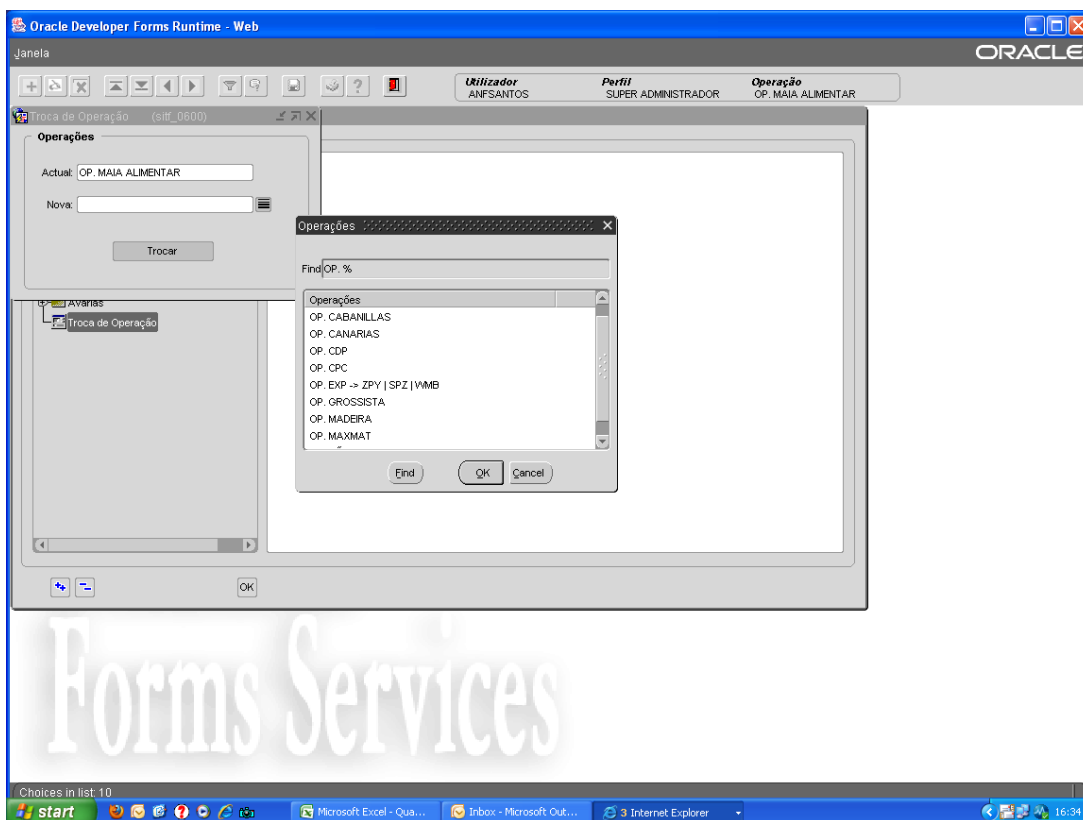 Oracle Developer Forms Runtime - Web
Janela
ORACLE
Utilizador Perfil Operação
ANFSANTOS SUPER ADMINISTRADOR OP. MAIA ALIMENTAR
Troca de Operação (sitf_0600)
Operações
Actual: OP. MAIA ALIMENTAR
Nova:
Trocar
Avarias
Troca de Operação
Operações
Find OP. %
Operações
OP. CABANILLAS
OP. CANARIAS
OP. CDP
OP. CPC
OP. EXP -> ZPY | SPZ | WMB
OP. GROSSISTA
OP. MADEIRA
OP. MAXMAT
Find OK Cancel
OK
Forms Services
Choices in list: 10
start Microsoft Excel - Qua... Inbox - Microsoft Out... 3 Internet Explorer 16:34